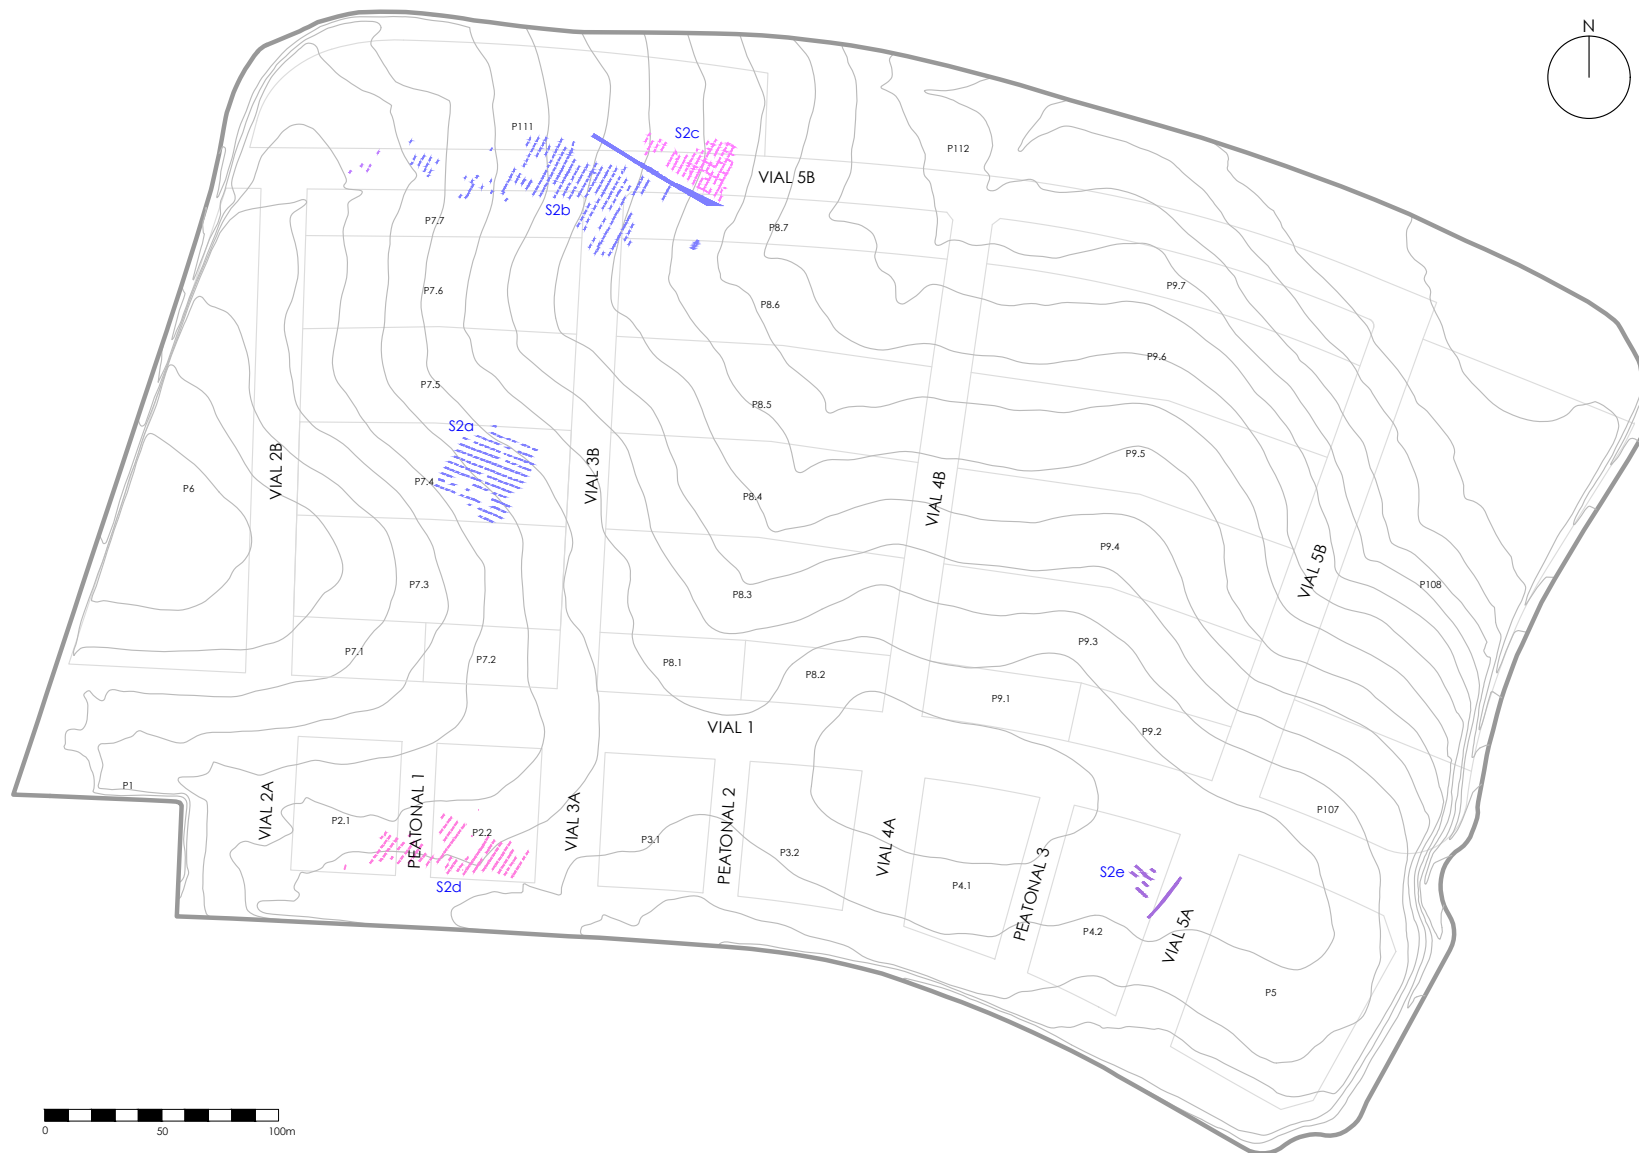 N
P111
S2c
P112
VIAL 5B
S2b
P7.7
P8.7
P7.6
P8.6
P9.7
P9.6
P7.5
P8.5
S2a
P9.5
VIAL 2B
VIAL 3B
P6
P7.4
P8.4
VIAL 4B
P9.4
VIAL 5B
P7.3
P8.3
P108
P9.3
P7.1
P7.2
P8.1
P8.2
P9.1
VIAL 1
P9.2
P1
VIAL 2A
P2.1
PEATONAL 1
P2.2
VIAL 3A
P3.1
PEATONAL 2
P3.2
VIAL 4A
P107
S2d
P4.1
PEATONAL 3
S2e
P4.2
VIAL 5A
P5
0 50 100m